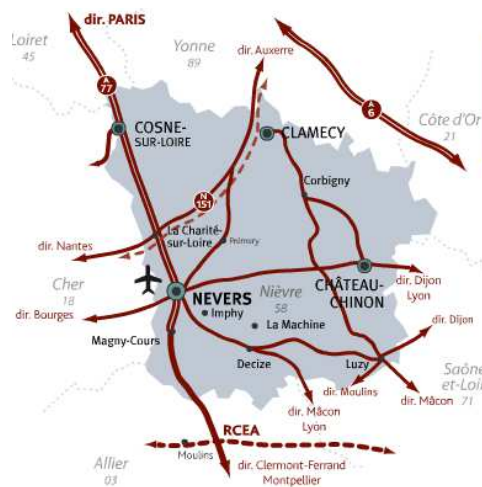 dir. PARIS
Loiret
45
Yonne
89
dir. Auxerre
A
77
A
6
Côte d'Or
21
COSNE-
SUR-LOIRE
CLAMECY
Corbigny
N
151
La Charité-
sur-Loire
Prémery
dir. Nantes
Cher
18
dir. Bourges
NEVERS
Nièvre
58
CHÂTEAU-
CHINON
dir. Dijon
Lyon
Imphy
La Machine
Magny-Cours
Decize
Luzy
dir. Dijon
Saône-
et-Loire
71
dir. Moulins
dir. Mâcon
dir. Mâcon
Lyon
RCEA
Moulins
Allier
03
dir. Clermont-Ferrand
Montpellier